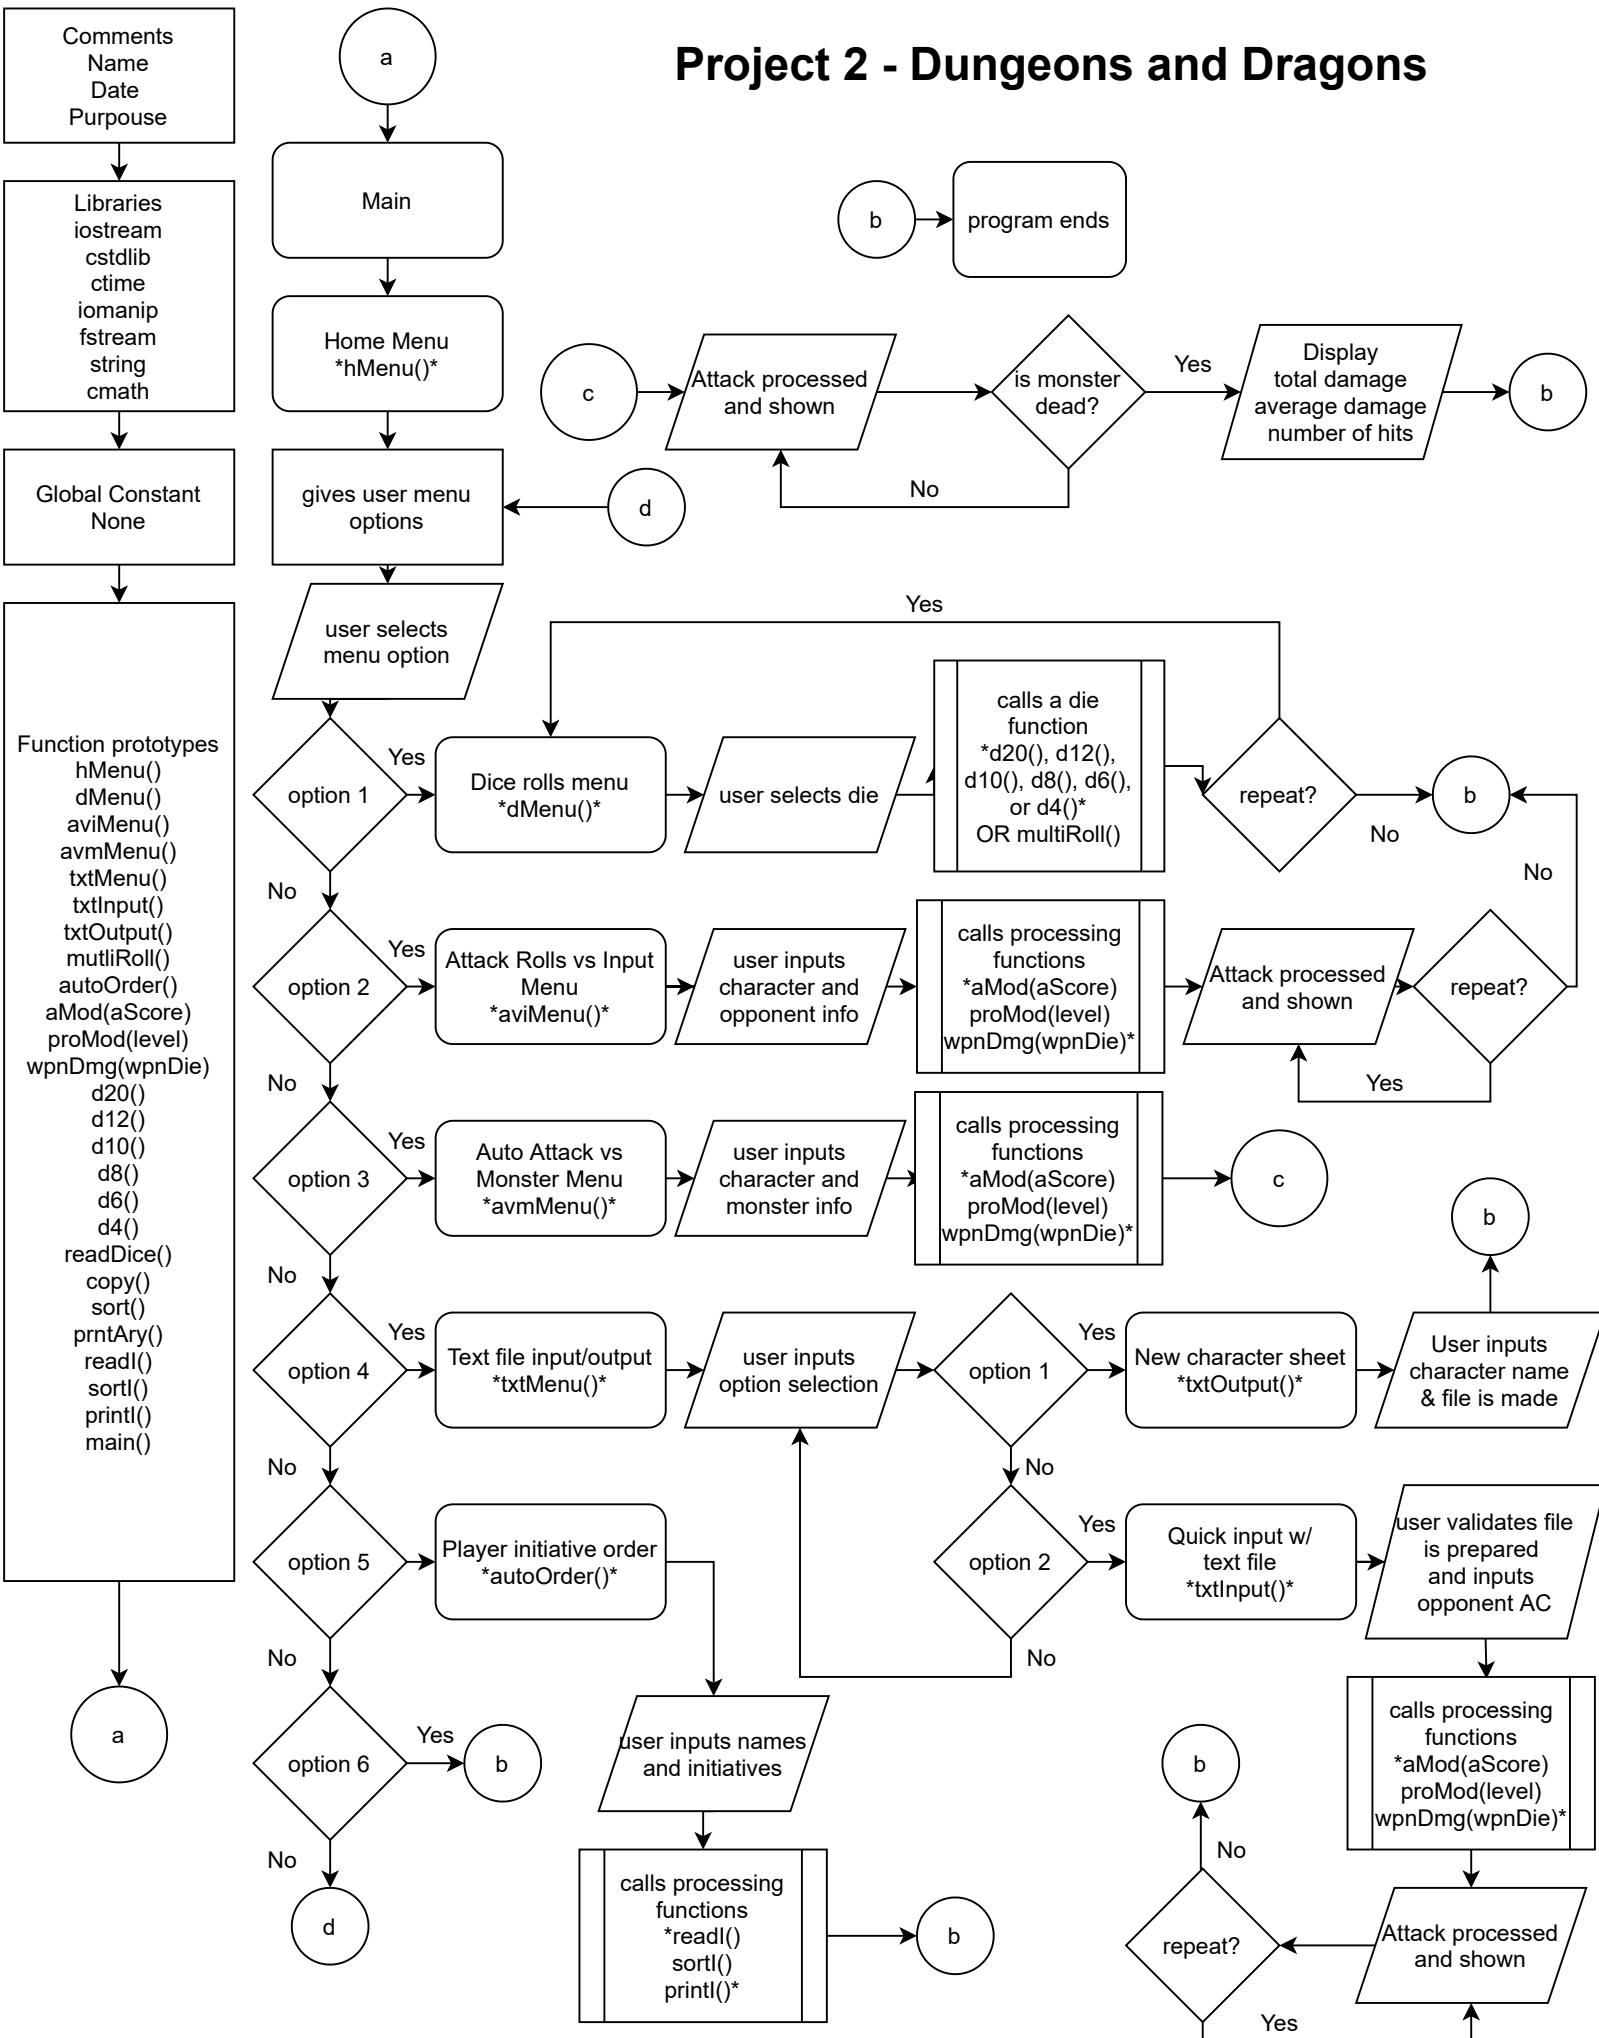 Project 2 - Dungeons and Dragons
Comments
Name
Date
Purpouse
Libraries
iostream
cstdlib
ctime
iomanip
fstream
string
cmath
Global Constant
None
Function prototypes
hMenu()
dMenu()
aviMenu()
avmMenu()
txtMenu()
txtInput()
txtOutput()
mutliRoll()
autoOrder()
aMod(aScore)
proMod(level)
wpnDmg(wpnDie)
d20()
d12()
d10()
d8()
d6()
d4()
readDice()
copy()
sort()
prntAry()
readI()
sortI()
printI()
main()
a
a
Main
Home Menu
*hMenu()*
gives user menu
options
d
user selects
menu option
b
program ends
c
Attack processed
and shown
is monster
dead?
Yes
No
Display
total damage
average damage
number of hits
b
option 1
Yes
No
Dice rolls menu
*dMenu()*
user selects die
calls a die
function
*d20(), d12(),
d10(), d8(), d6(),
or d4()*
OR multiRoll()
repeat?
Yes
No
b
option 2
Yes
No
Attack Rolls vs Input
Menu
*aviMenu()*
user inputs
character and
opponent info
calls processing
functions
*aMod(aScore)
proMod(level)
wpnDmg(wpnDie)*
Attack processed
and shown
repeat?
Yes
No
option 3
Yes
No
Auto Attack vs
Monster Menu
*avmMenu()*
user inputs
character and
monster info
calls processing
functions
*aMod(aScore)
proMod(level)
wpnDmg(wpnDie)*
c
option 4
Yes
No
Text file input/output
*txtMenu()*
user inputs
option selection
option 1
Yes
No
New character sheet
*txtOutput()*
User inputs
character name
& file is made
b
option 2
Yes
No
Quick input w/
text file
*txtInput()*
user validates file
is prepared
and inputs
opponent AC
calls processing
functions
*aMod(aScore)
proMod(level)
wpnDmg(wpnDie)*
Attack processed
and shown
repeat?
No
Yes
b
option 5
No
Player initiative order
*autoOrder()*
user inputs names
and initiatives
calls processing
functions
*readI()
sortI()
printI()*
b
option 6
Yes
b
No
d